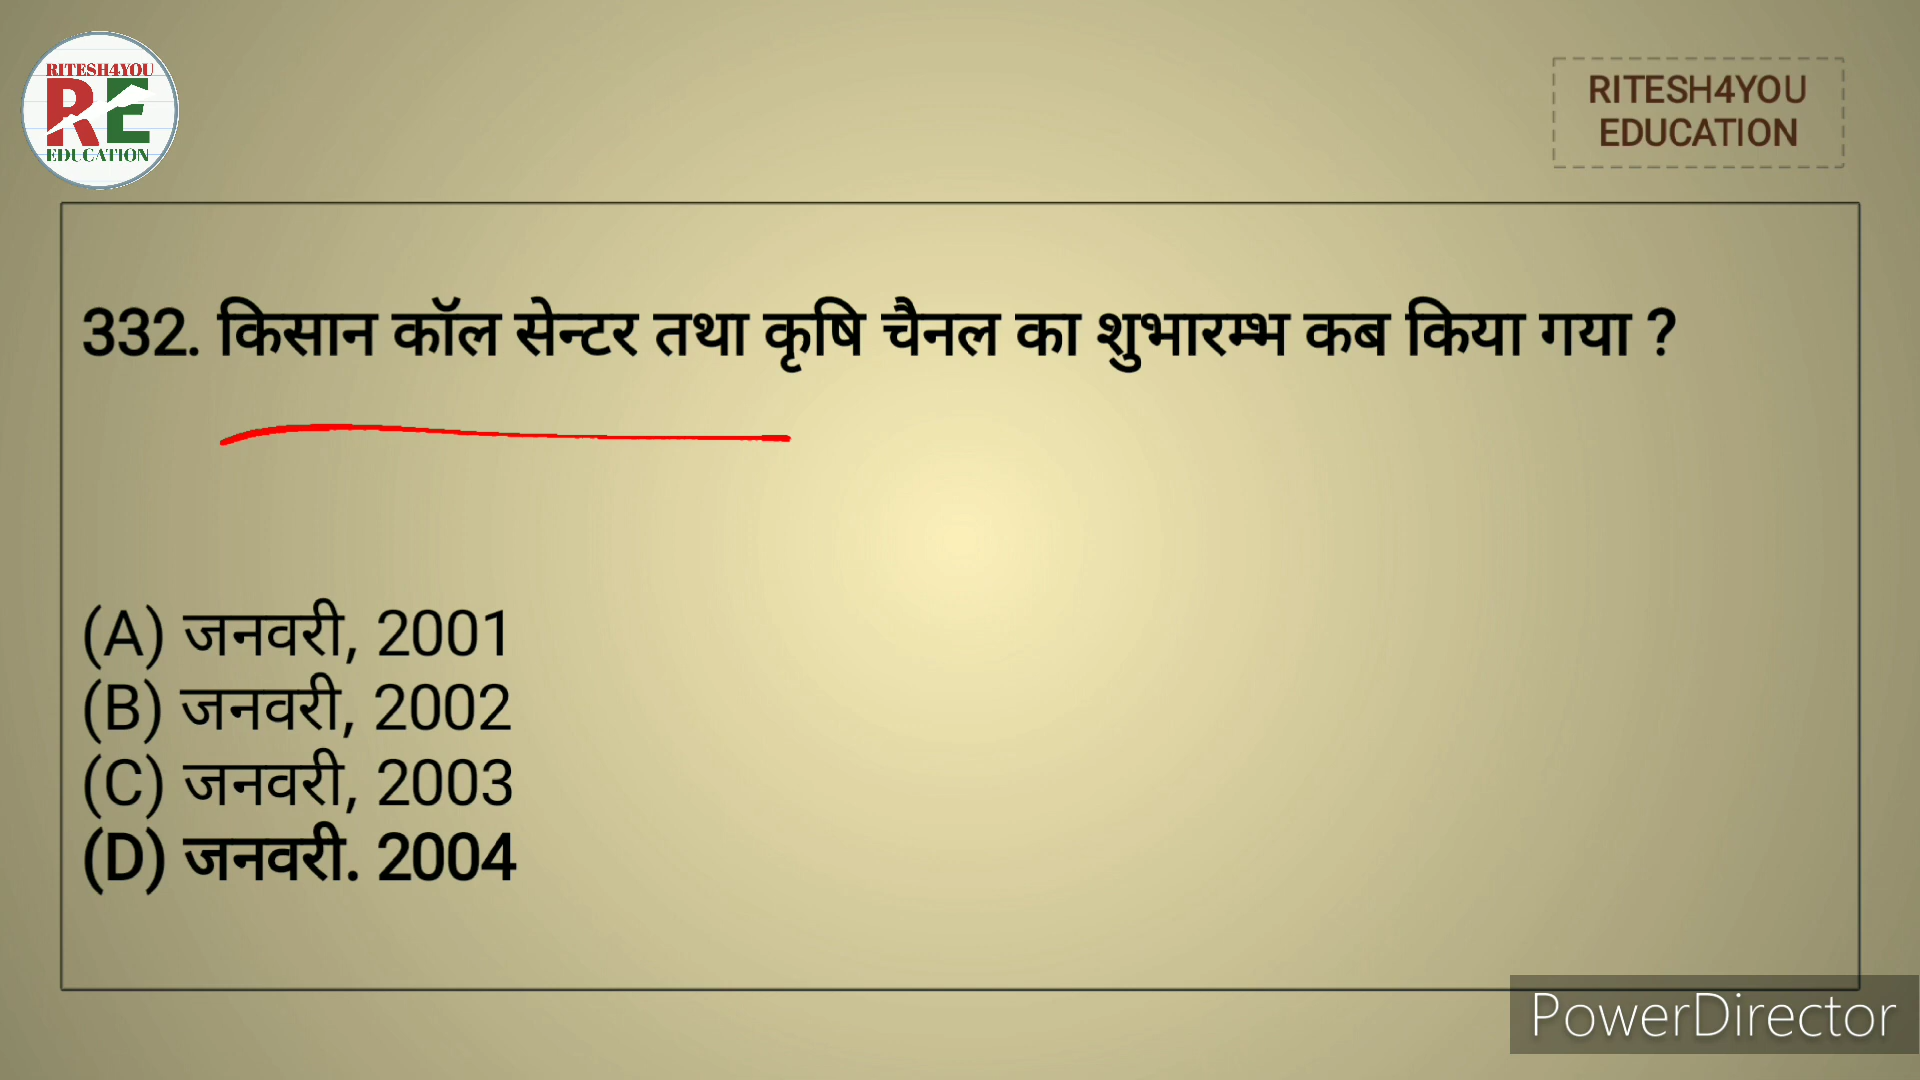 RITESH4YOU
RE
EDUCATION
RITESH4YOU
EDUCATION
332. किसान कॉल सेन्टर तथा कृषि चैनल का शुभारम्भ कब किया गया ?
(A) जनवरी, 2001
(B) जनवरी, 2002
(C) जनवरी, 2003
(D) जनवरी. 2004
PowerDirector